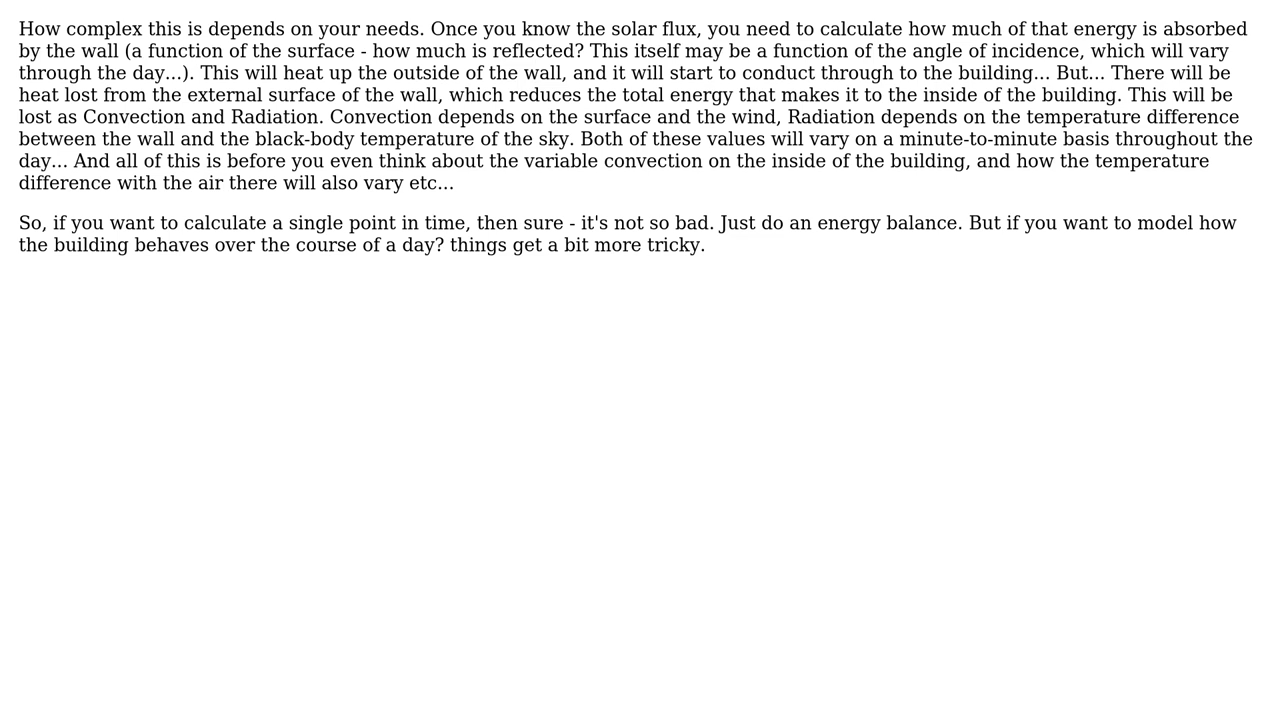 How complex this is depends on your needs. Once you know the solar flux, you need to calculate how much of that energy is absorbed
by the wall (a function of the surface - how much is reflected? This itself may be a function of the angle of incidence, which will vary
through the day...). This will heat up the outside of the wall, and it will start to conduct through to the building... But... There will be
heat lost from the external surface of the wall, which reduces the total energy that makes it to the inside of the building. This will be
lost as Convection and Radiation. Convection depends on the surface and the wind, Radiation depends on the temperature difference
between the wall and the black-body temperature of the sky. Both of these values will vary on a minute-to-minute basis throughout the
day... And all of this is before you even think about the variable convection on the inside of the building, and how the temperature
difference with the air there will also vary etc...
So, if you want to calculate a single point in time, then sure - it's not so bad. Just do an energy balance. But if you want to model how
the building behaves over the course of a day? things get a bit more tricky.